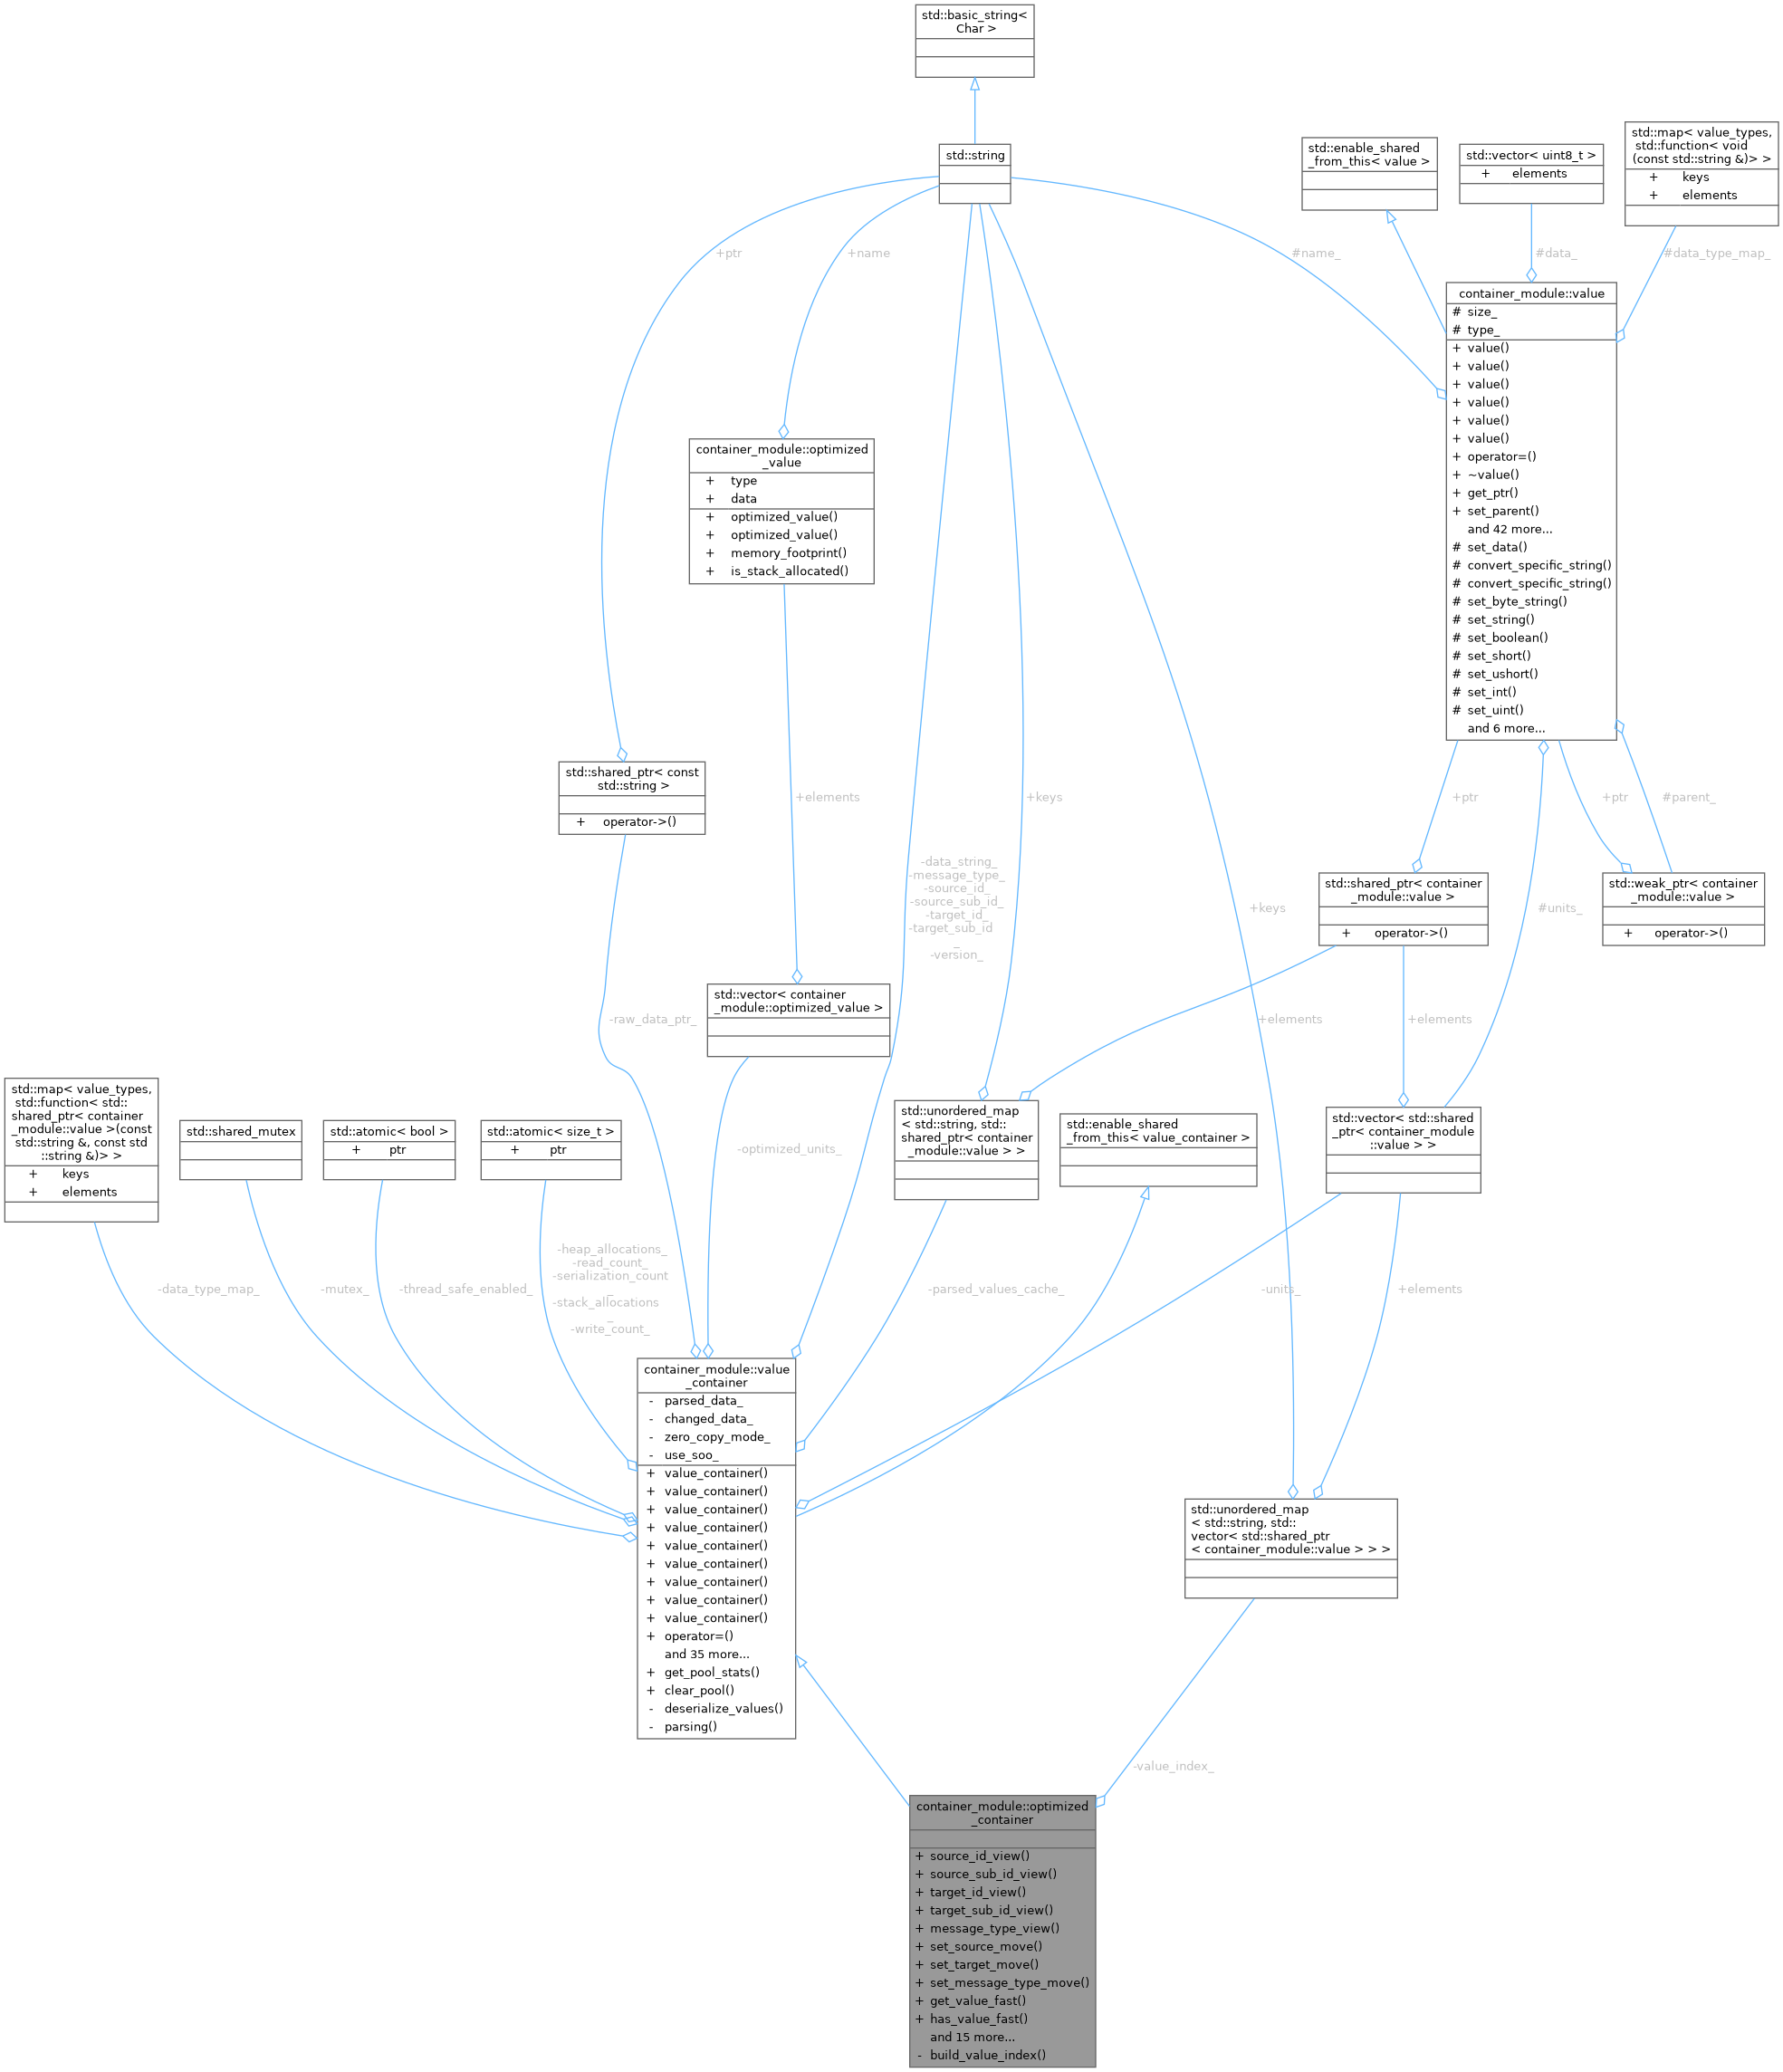 std::basic_string<
Char >
std::string
std::enable_shared
_from_this< value >
std::vector< uint8_t >
+ elements
std::map< value_types,
std::function< void
(const std::string &)> >
+ keys
+ elements
+ptr
+name
#name_
#data_
#data_type_map_
container_module::value
# size_
# type_
+ value()
+ value()
+ value()
+ value()
+ value()
+ value()
+ operator=()
+ ~value()
+ get_ptr()
+ set_parent()
and 42 more...
# set_data()
# convert_specific_string()
# convert_specific_string()
# set_byte_string()
# set_string()
# set_boolean()
# set_short()
# set_ushort()
# set_int()
# set_uint()
and 6 more...
container_module::optimized
_value
+ type
+ data
+ optimized_value()
+ optimized_value()
+ memory_footprint()
+ is_stack_allocated()
std::shared_ptr< const
std::string >
+ operator->()
+elements
+keys
+ptr
+ptr
#parent_
-data_string_
-message_type_
-source_id_
-source_sub_id_
-target_id_
-target_sub_id
_
-version_
+keys
std::shared_ptr< container
_module::value >
+ operator->()
#units_
std::weak_ptr< container
_module::value >
+ operator->()
-raw_data_ptr_
std::vector< container
_module::optimized_value >
+elements
+elements
std::map< value_types,
std::function< std::
shared_ptr< container
_module::value >(const
std::string &, const std
::string &)> >
+ keys
+ elements
std::shared_mutex
std::atomic< bool >
+ ptr
std::atomic< size_t >
+ ptr
-optimized_units_
std::unordered_map
< std::string, std::
shared_ptr< container
_module::value > >
std::enable_shared
_from_this< value_container >
std::vector< std::shared
_ptr< container_module
::value > >
-data_type_map_
-mutex_
-thread_safe_enabled_
-heap_allocations_
-read_count_
-serialization_count
_
-stack_allocations
_
-write_count_
-parsed_values_cache_
-units_
+elements
container_module::value
_container
- parsed_data_
- changed_data_
- zero_copy_mode_
- use_soo_
+ value_container()
+ value_container()
+ value_container()
+ value_container()
+ value_container()
+ value_container()
+ value_container()
+ value_container()
+ value_container()
+ operator=()
and 35 more...
+ get_pool_stats()
+ clear_pool()
- deserialize_values()
- parsing()
std::unordered_map
< std::string, std::
vector< std::shared_ptr
< container_module::value > > >
-value_index_
container_module::optimized
_container
+ source_id_view()
+ source_sub_id_view()
+ target_id_view()
+ target_sub_id_view()
+ message_type_view()
+ set_source_move()
+ set_target_move()
+ set_message_type_move()
+ get_value_fast()
+ has_value_fast()
and 15 more...
- build_value_index()